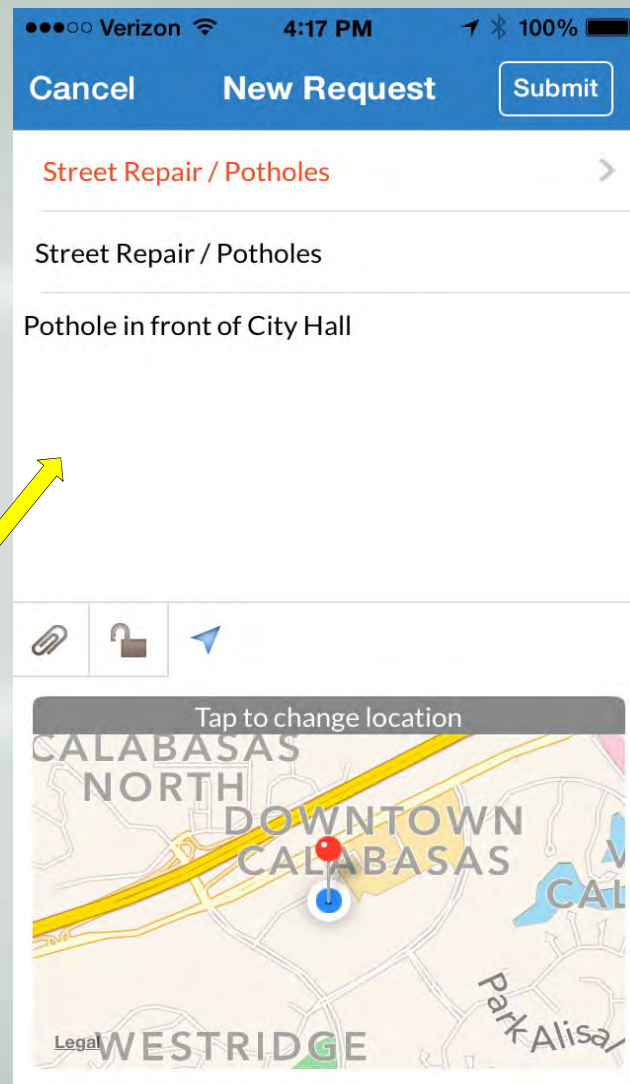 Verizon 4:17 PM 100%
Cancel New Request Submit
Street Repair / Potholes
Street Repair / Potholes
Pothole in front of City Hall
Tap to change location
CALABASAS
NORTH
DOWNTOWN
CALABASAS
V
CAL
Park Alisa
Legal
WESTRIDGE